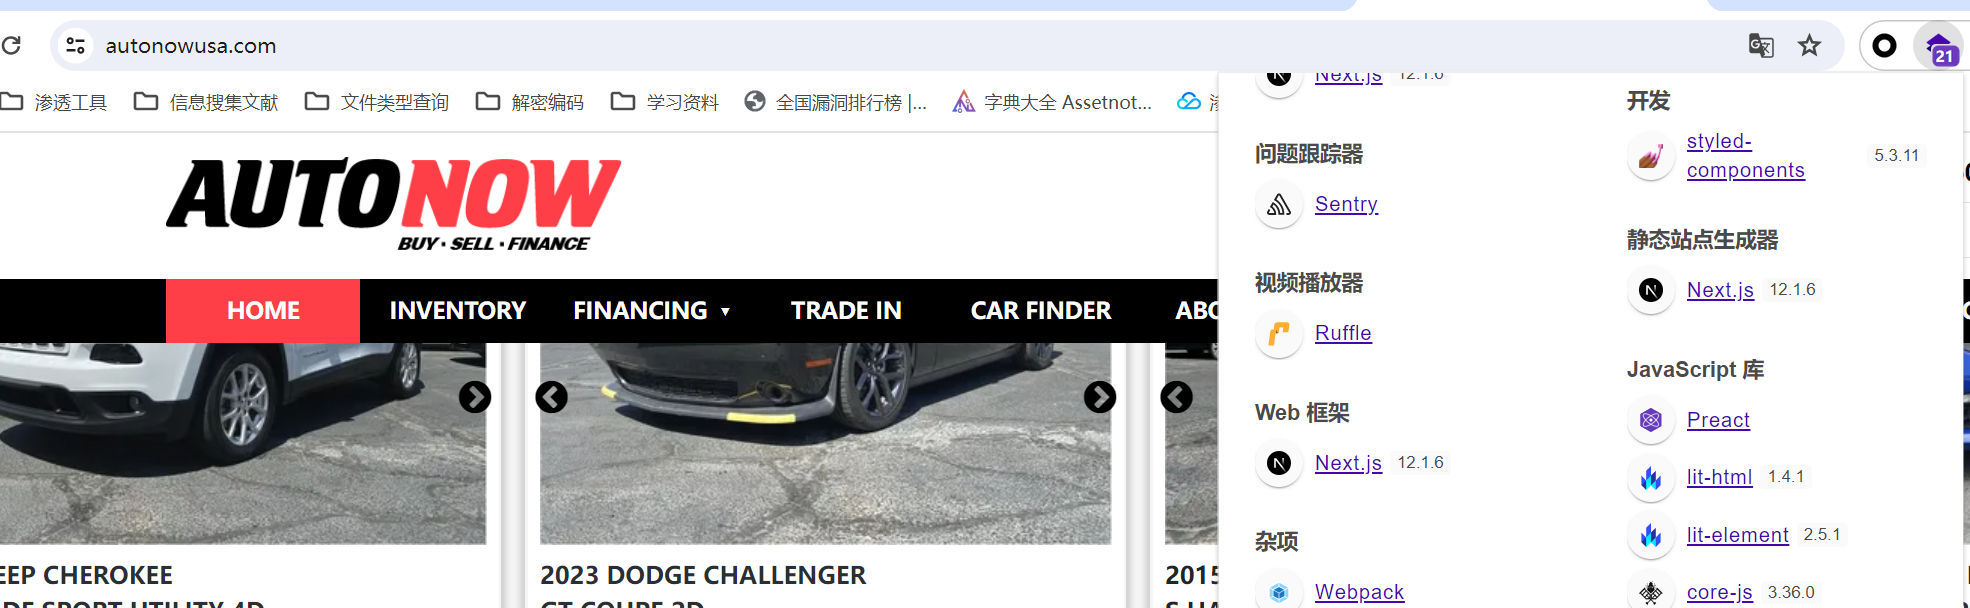 autonowusa.com
21
渗透工具
信息搜集文献
文件类型查询
解密编码
学习资料
全国漏洞排行榜 |...
字典大全 Assetnot...
AUTONOW
BUY · SELL · FINANCE
HOME
INVENTORY
FINANCING ▼
TRADE IN
CAR FINDER
2023 DODGE CHALLENGER
GT COUPE 2D
EEP CHEROKEE
2015
Next.js 12.1.6
问题跟踪器
Sentry
视频播放器
Ruffle
Web 框架
Next.js 12.1.6
杂项
Webpack
开发
styled-
components 5.3.11
静态站点生成器
Next.js 12.1.6
JavaScript 库
Preact
lit-html 1.4.1
lit-element 2.5.1
core-js 3.36.0